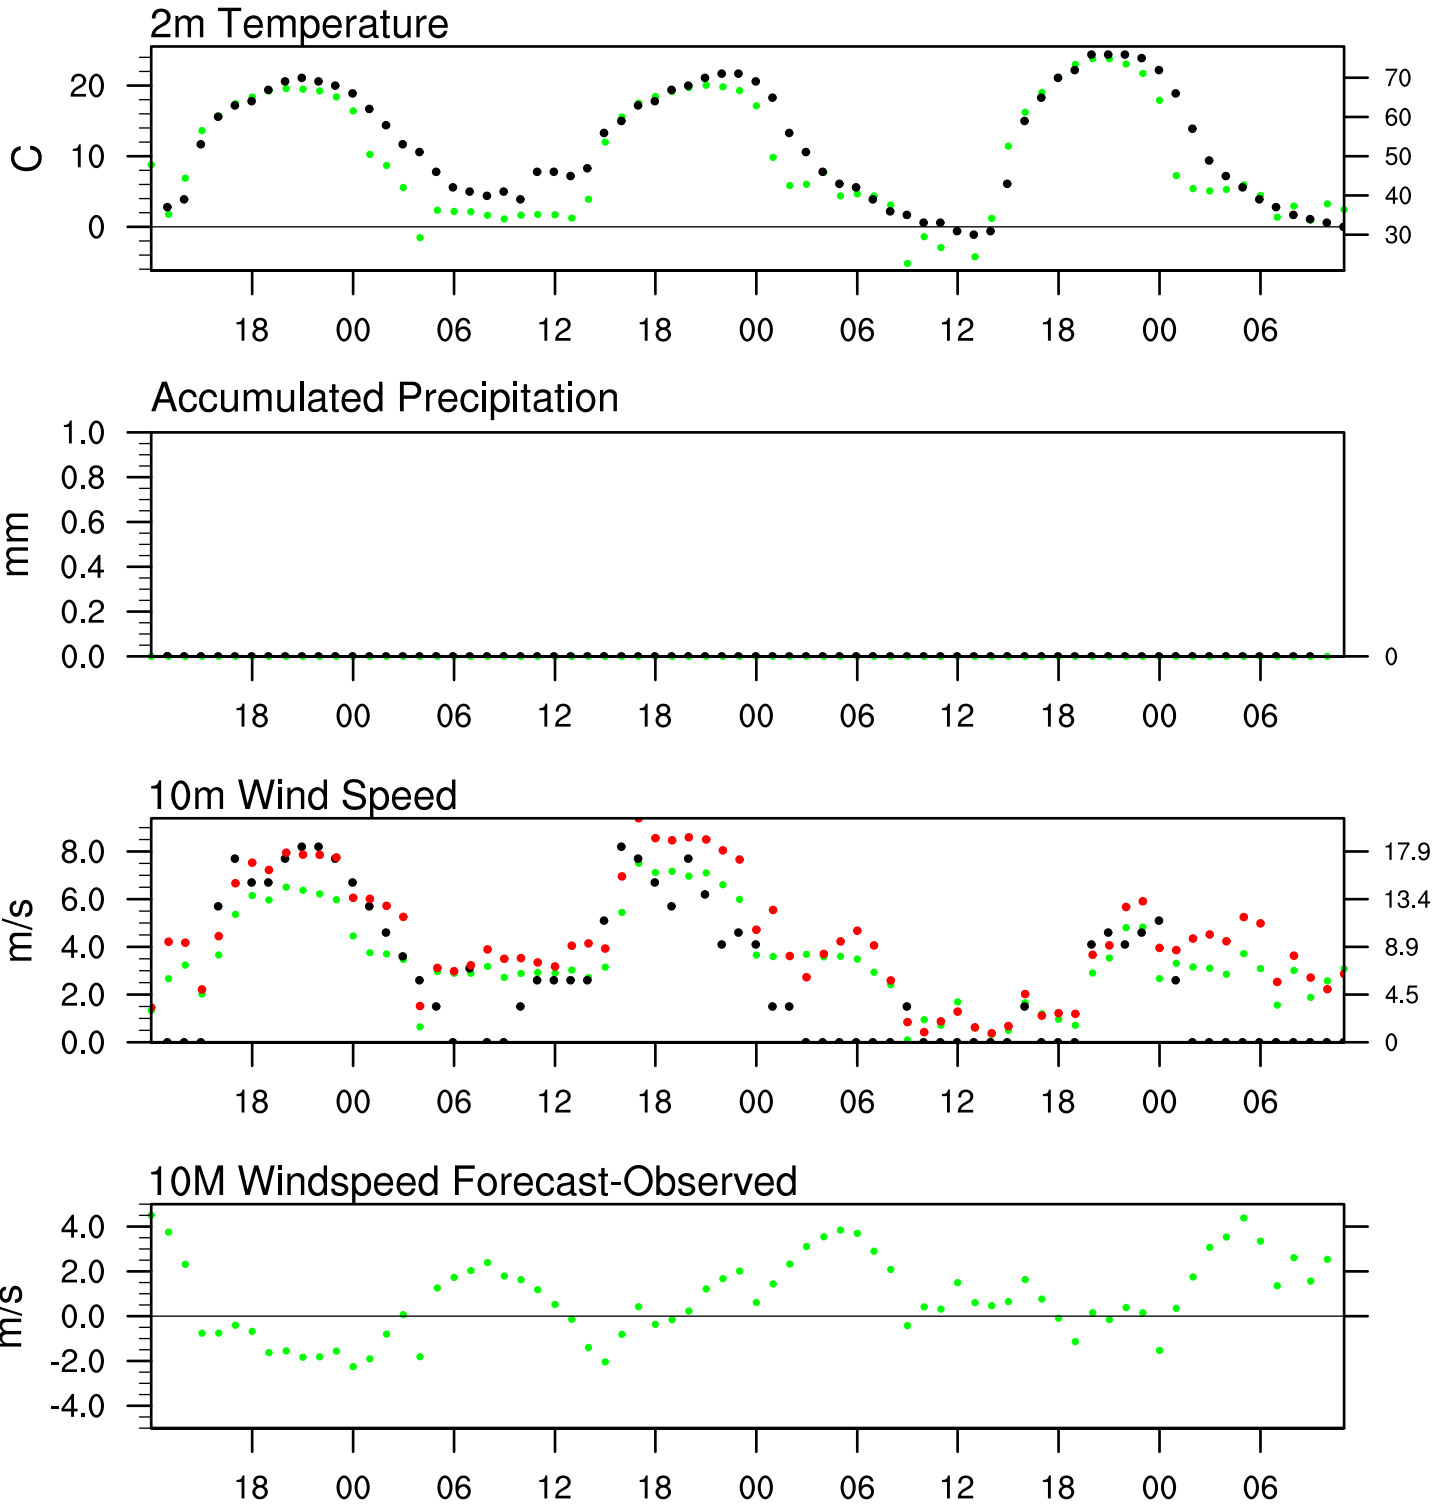 2m Temperature
C
20
10
0
70
60
50
40
30
18 00 06 12 18 00 06 12 18 00 06
Accumulated Precipitation
mm
1.0
0.8
0.6
0.4
0.2
0.0
0
18 00 06 12 18 00 06 12 18 00 06
10m Wind Speed
m/s
8.0
6.0
4.0
2.0
0.0
17.9
13.4
8.9
4.5
0
18 00 06 12 18 00 06 12 18 00 06
10M Windspeed Forecast-Observed
m/s
4.0
2.0
0.0
-2.0
-4.0
18 00 06 12 18 00 06 12 18 00 06